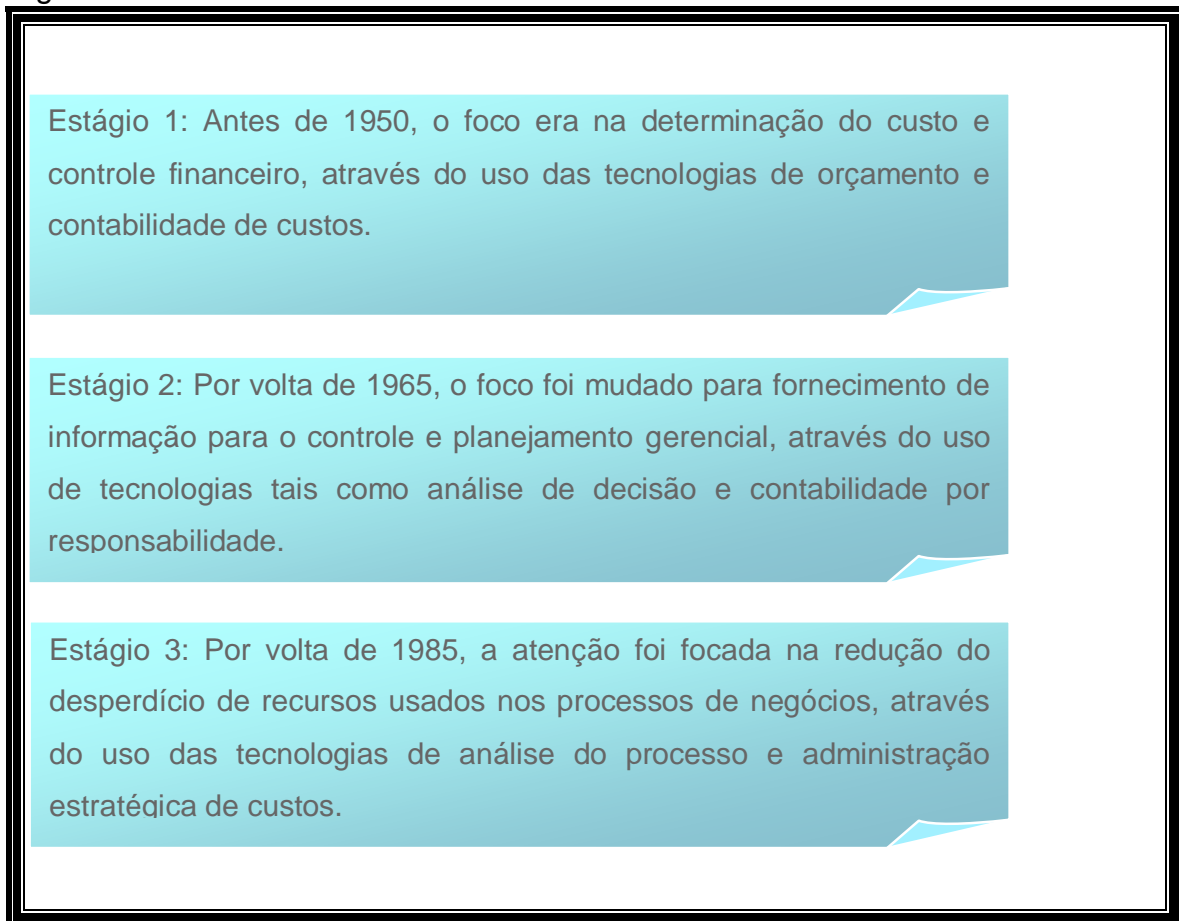 Estágio 1: Antes de 1950, o foco era na determinação do custo e
controle financeiro, através do uso das tecnologias de orçamento e
contabilidade de custos.
Estágio 2: Por volta de 1965, o foco foi mudado para fornecimento de
informação para o controle e planejamento gerencial, através do uso
de tecnologias tais como análise de decisão e contabilidade por
responsabilidade.
Estágio 3: Por volta de 1985, a atenção foi focada na redução do
desperdício de recursos usados nos processos de negócios, através
do uso das tecnologias de análise do processo e administração
estratégica de custos.